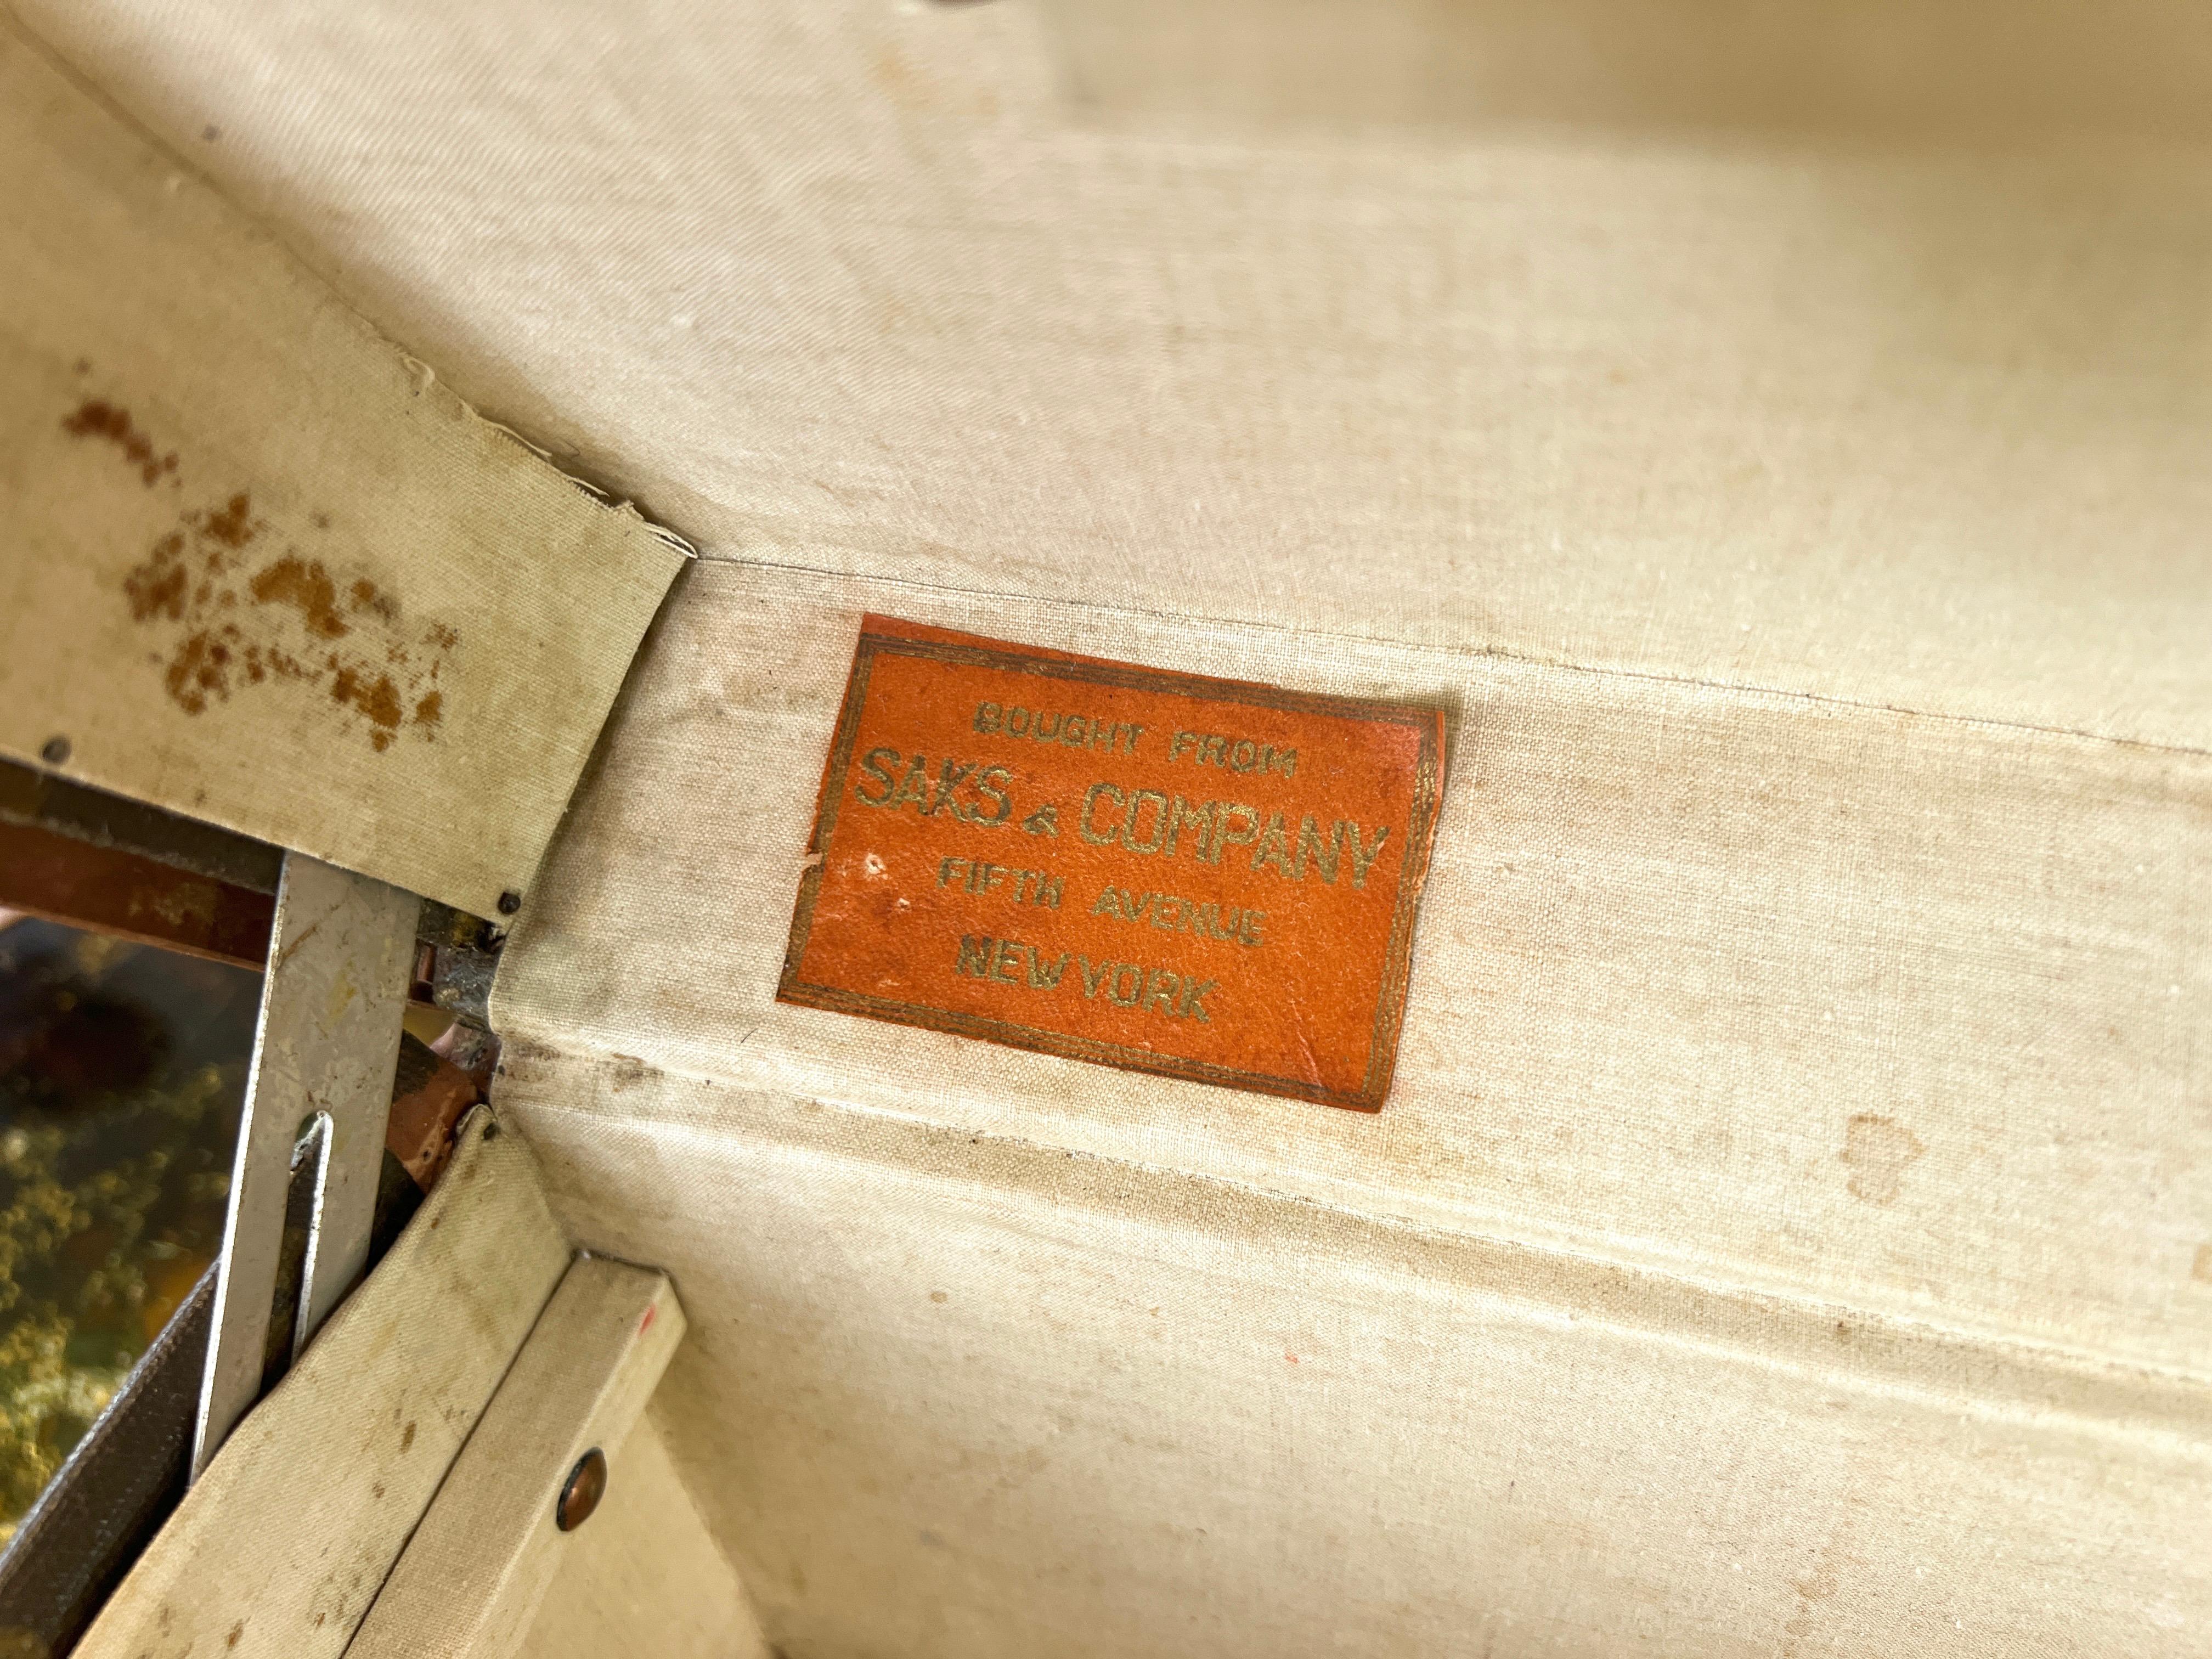 BOUGHT FROM
SAKS & COMPANY
FIFTH AVENUE
NEW YORK